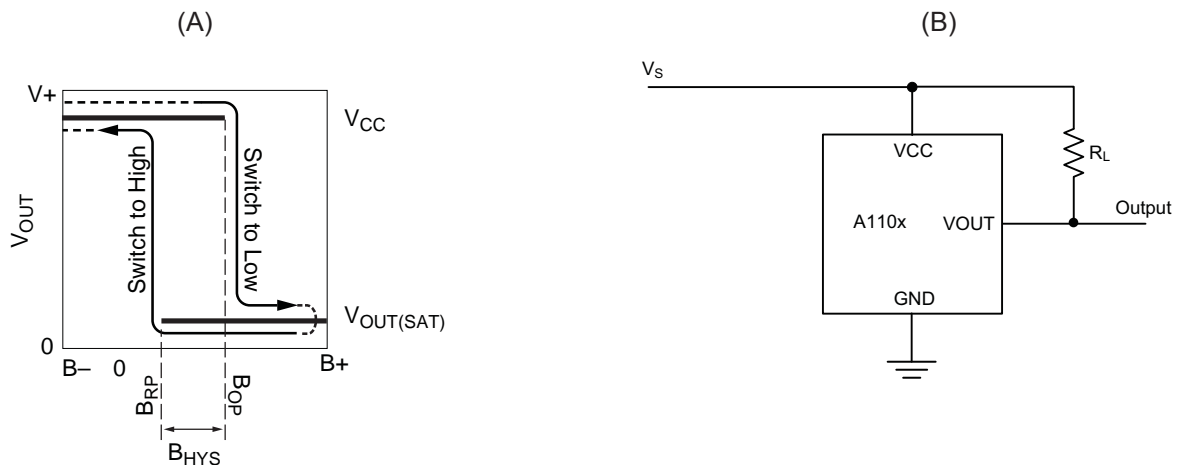 (A)
V+
VCC
Switch to High
Switch to Low
VOUT
VOUT(SAT)
0
B–
0
B+
BRP
BOP
BHYS
(B)
VS
VCC
RL
A110x
VOUT
Output
GND